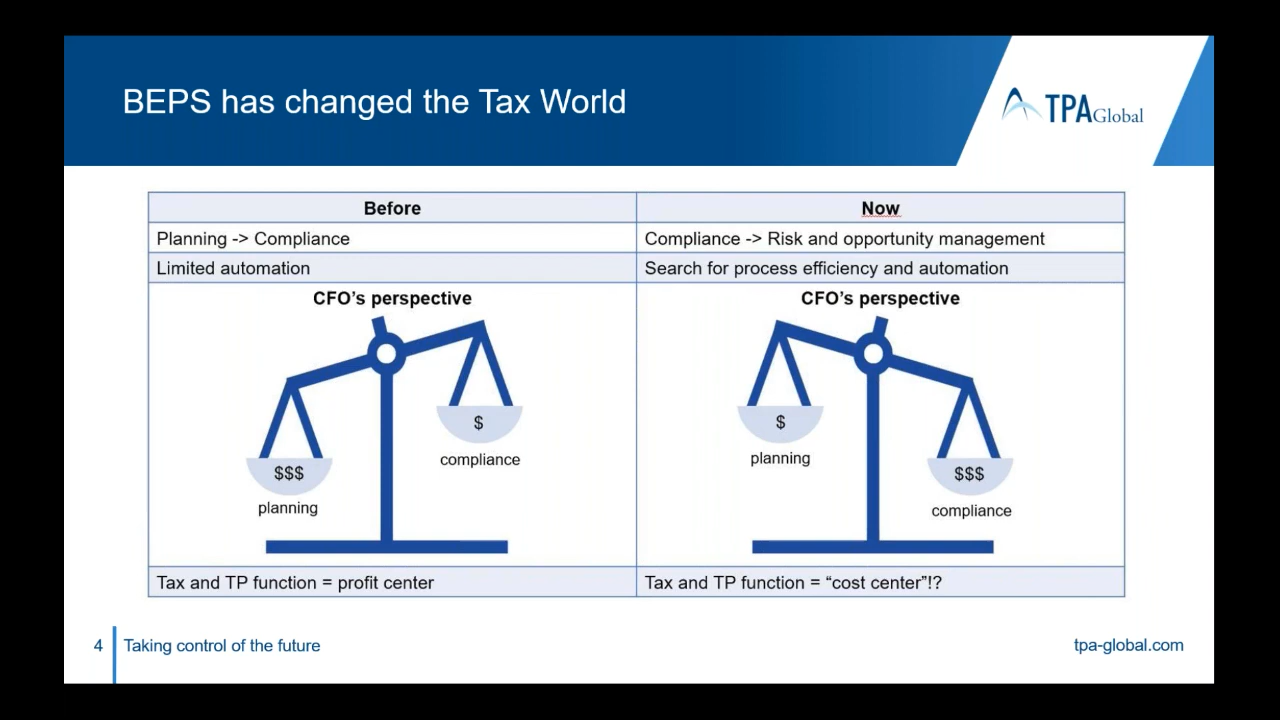 BEPS has changed the Tax World
TPAGlobal
Before
Now
Planning -> Compliance
Compliance -> Risk and opportunity management
Limited automation
Search for process efficiency and automation
CFO’s perspective
CFO’s perspective
$
$$$
compliance
planning
$
$$$
planning
compliance
Tax and TP function = profit center
Tax and TP function = “cost center”!?
4
Taking control of the future
tpa-global.com